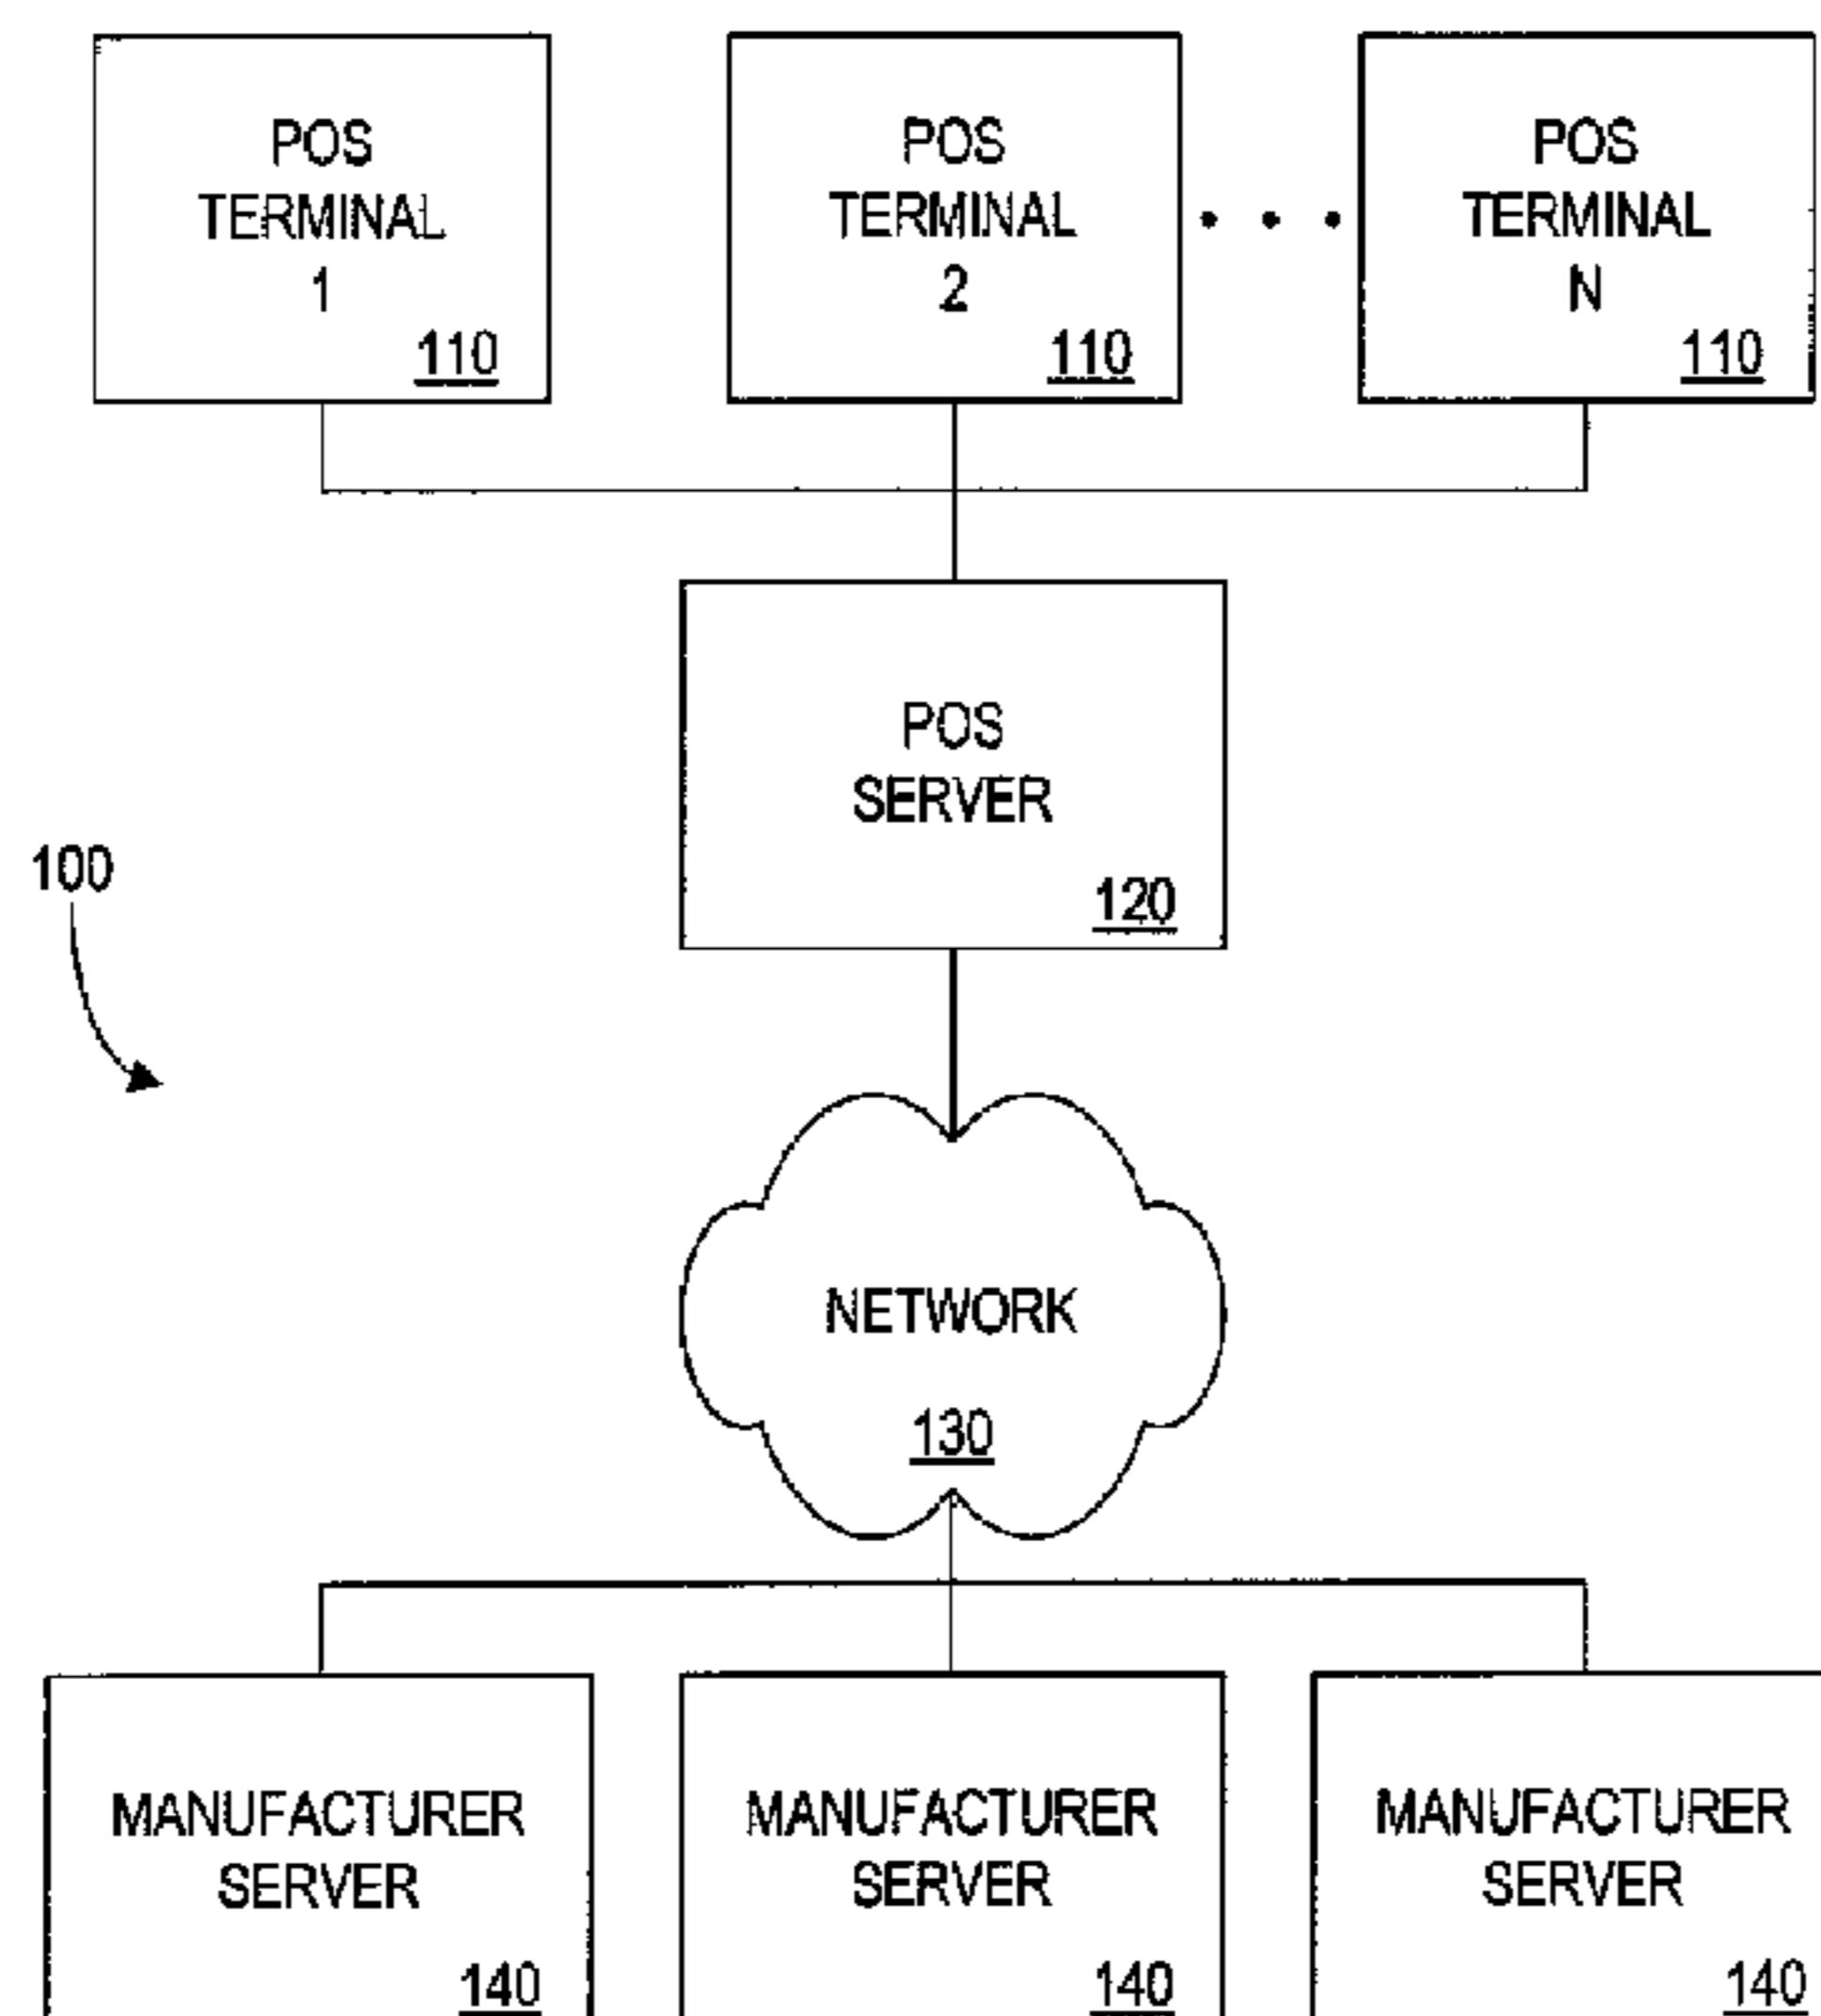 POS
TERMINAL
1
110
POS
TERMINAL
2
110
• • •
POS
TERMINAL
N
110
POS
SERVER
120
100
NETWORK
130
MANUFACTURER
SERVER
140
MANUFACTURER
SERVER
140
MANUFACTURER
SERVER
140